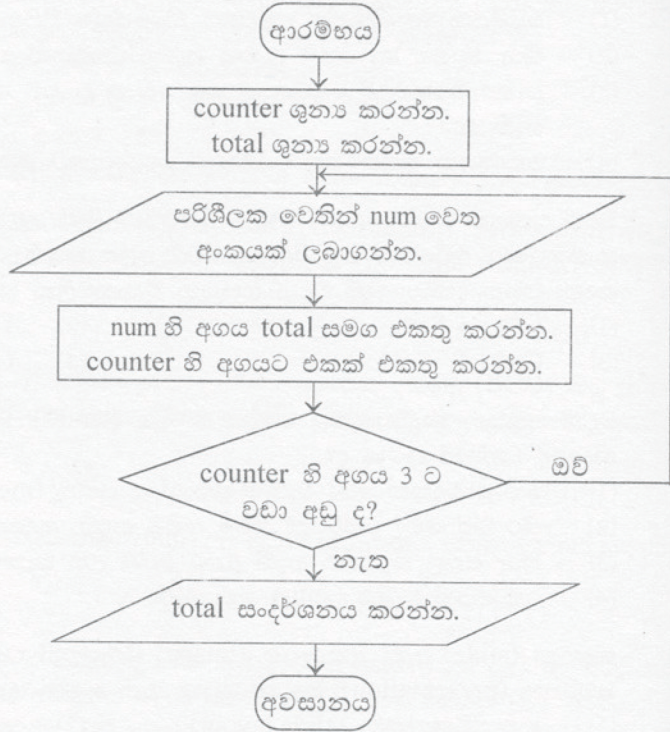 ආරම්භය
counter ශුන්‍ය කරන්න.
total ශුන්‍ය කරන්න.
පරිශීලක වෙතින් num වෙත
අංකයක් ලබාගන්න.
num හි අගය total සමග එකතු කරන්න.
counter හි අගයට එකක් එකතු කරන්න.
counter හි අගය 3 ට
වඩා අඩු ද?
ඔව්
නැත
total සංදර්ශනය කරන්න.
අවසානය